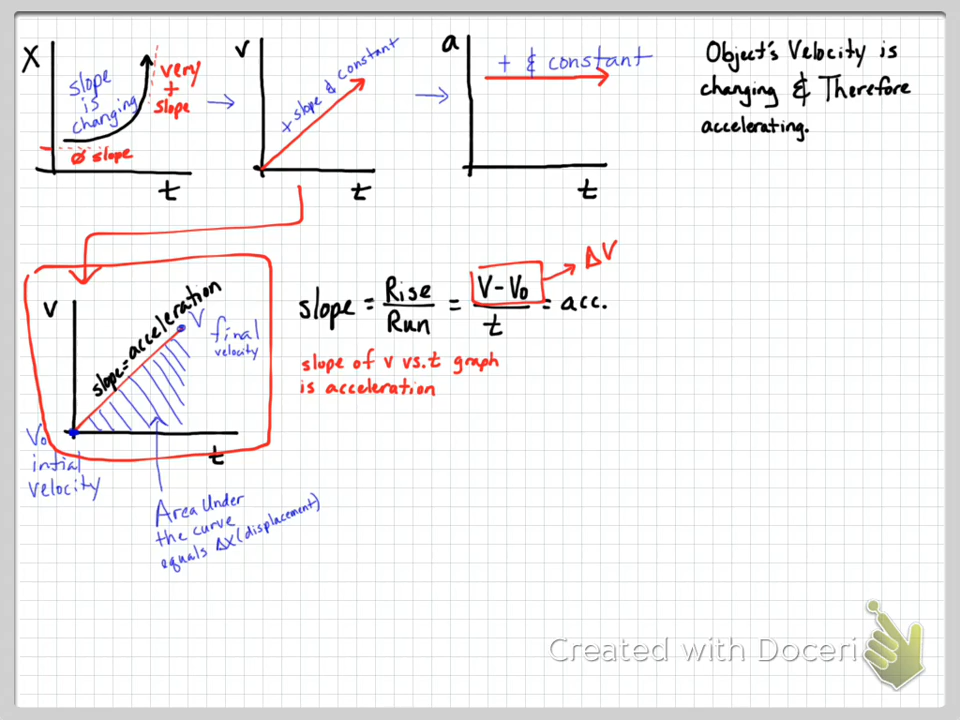 X
slope
is
changing
very
+
slope
ø slope
t
v
+ slope & constant
t
a
+ & constant
t
Object's Velocity is
changing & Therefore
accelerating.
v
slope=acceleration
V
final
velocity
V₀
intial
velocity
t
Area Under
the curve
equals ΔX(displacement)
slope = Rise/Run = V-V₀/t = acc.
ΔV
slope of v vs.t graph
is acceleration
Created with Doceri